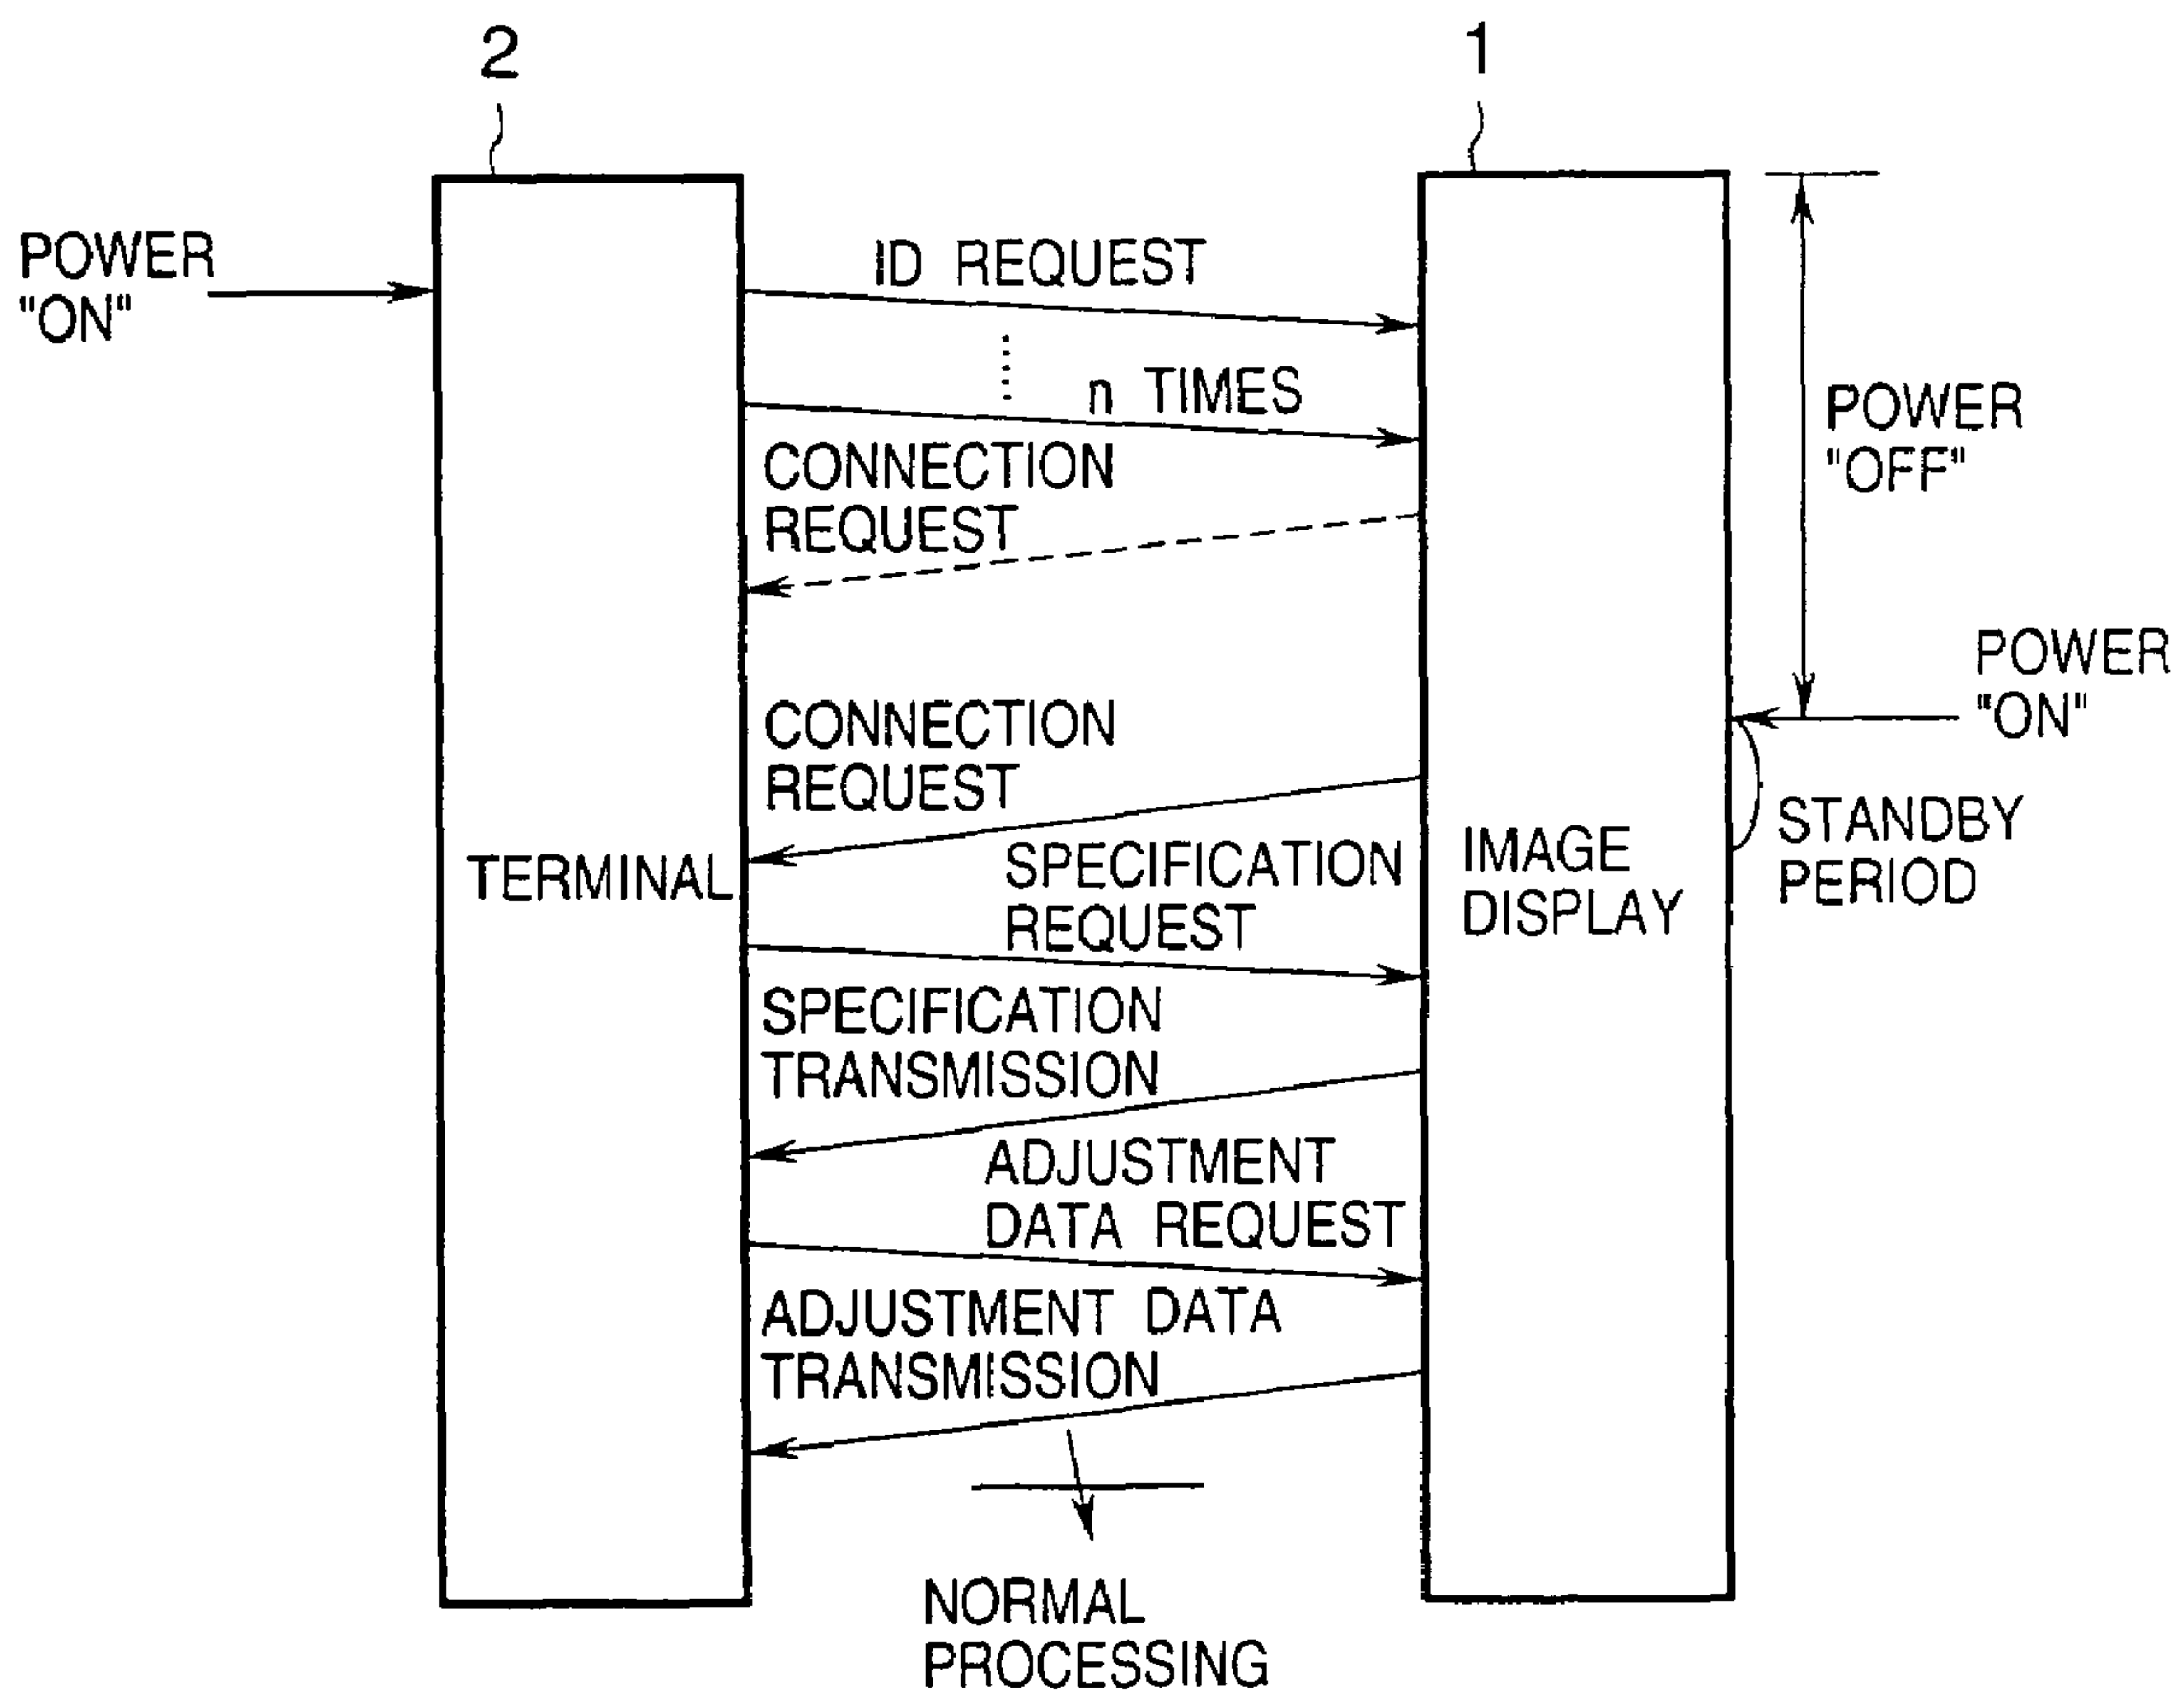 2
1
POWER
"ON"
ID REQUEST
n TIMES
POWER
"OFF"
CONNECTION
REQUEST
POWER
"ON"
CONNECTION
REQUEST
STANDBY
PERIOD
TERMINAL
IMAGE
DISPLAY
SPECIFICATION
REQUEST
SPECIFICATION
TRANSMISSION
ADJUSTMENT
DATA REQUEST
ADJUSTMENT DATA
TRANSMISSION
NORMAL
PROCESSING